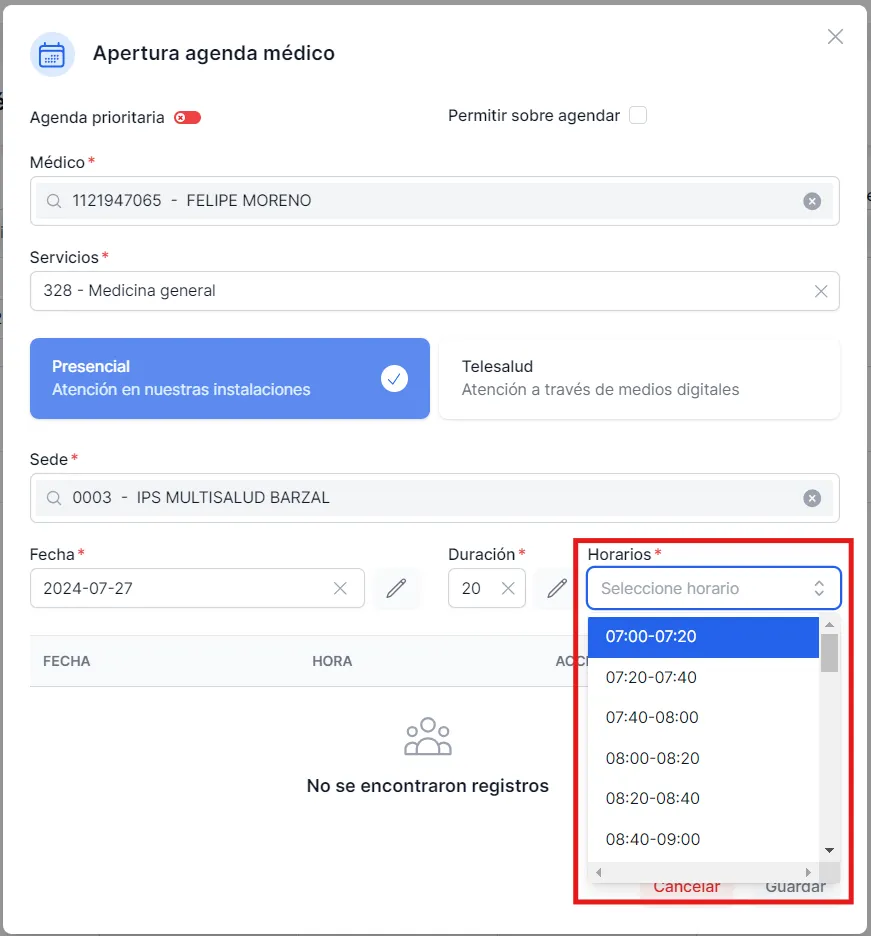 Apertura agenda médico
Agenda prioritaria
Permitir sobre agendar
Médico*
1121947065 - FELIPE MORENO
Servicios*
328 - Medicina general
Presencial
Atención en nuestras instalaciones
Telesalud
Atención a través de medios digitales
Sede*
0003 - IPS MULTISALUD BARZAL
Fecha*
2024-07-27
Duración*
20
Horarios*
Seleccione horario
07:00-07:20
07:20-07:40
07:40-08:00
08:00-08:20
08:20-08:40
08:40-09:00
FECHA HORA
No se encontraron registros
Cancelar Guardar